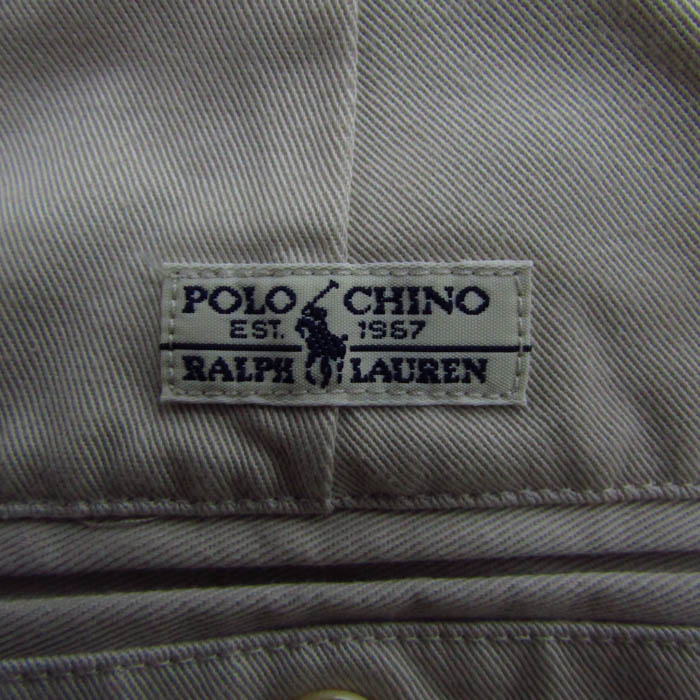 POLO CHINO
EST. 1967
RALPH LAUREN